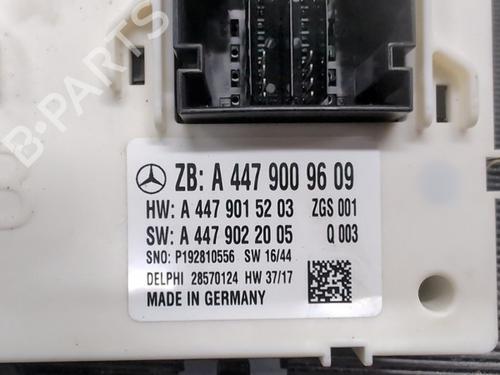 B-PARTS
ZB: A 447 900 96 09
HW: A 447 901 52 03 ZGS 001
SW: A 447 902 20 05 Q 003
SNO: P192810556 SW 16/44
DELPHI 28570124 HW 37/17
MADE IN GERMANY